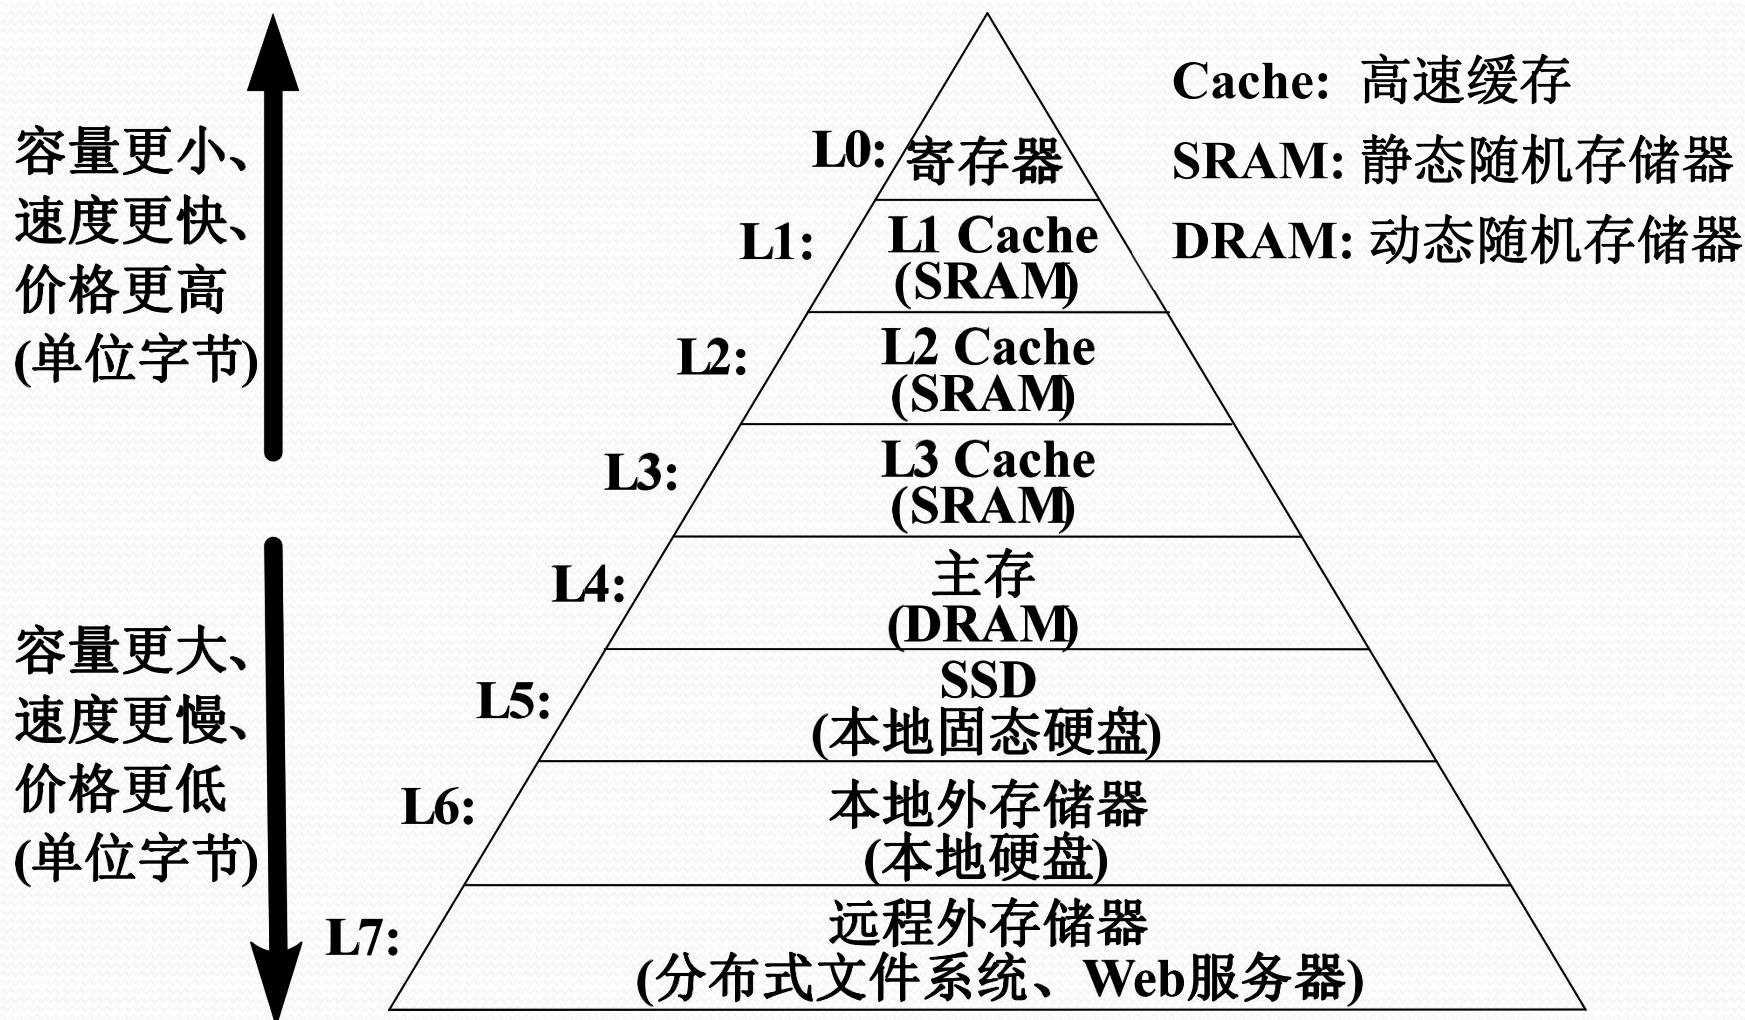 容量更小、
速度更快、
价格更高
(单位字节)
容量更大、
速度更慢、
价格更低
(单位字节)
L0: 寄存器
L1: L1 Cache
(SRAM)
L2: L2 Cache
(SRAM)
L3: L3 Cache
(SRAM)
L4: 主存
(DRAM)
L5: SSD
(本地固态硬盘)
L6: 本地外存储器
(本地硬盘)
L7: 远程外存储器
(分布式文件系统、Web服务器)
Cache: 高速缓存
SRAM: 静态随机存储器
DRAM: 动态随机存储器